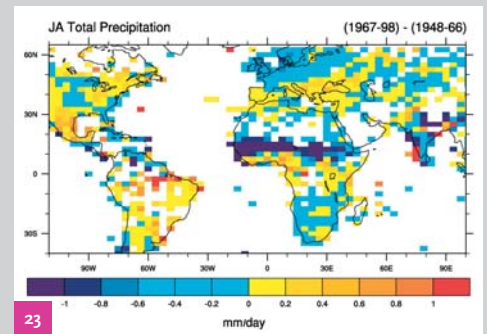 JA Total Precipitation (1967-98) - (1948-66)
60N
30N
0
30S
90W 60W 30W 0 30E 60E 90E
-1 -0.8 -0.6 -0.4 -0.2 0 0.2 0.4 0.6 0.8 1
mm/day
23